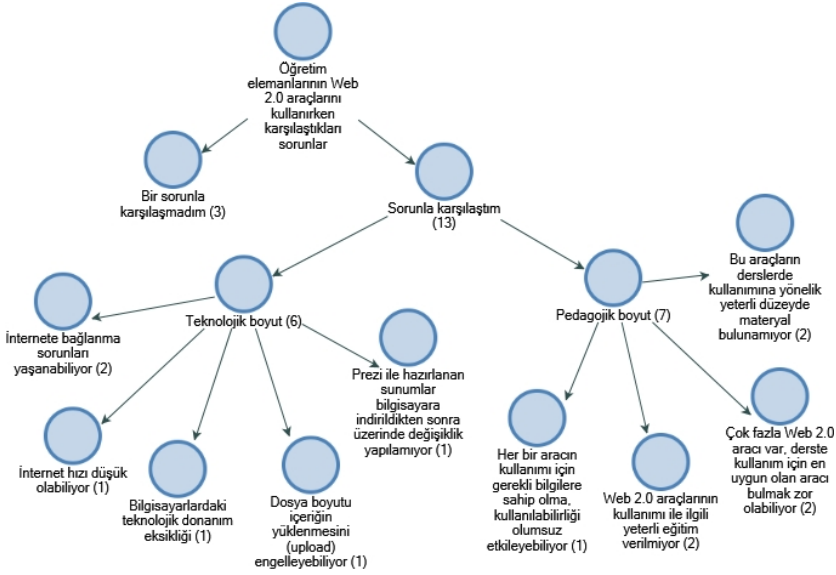 Öğretim
elemanlarının Web
2.0 araçlarını
kullanırken
karşılaştıkları
sorunlar
Bir sorunla
karşılaşmadım (3)
Sorunla karşılaştım
(13)
Teknolojik boyut (6)
Pedagojik boyut (7)
Bu araçların
derslerde
kullanımına yönelik
yeterli düzeyde
materyal
bulunamıyor (2)
İnternete bağlanma
sorunları
yaşanabiliyor (2)
Prezi ile hazırlanan
sunumlar
bilgisayara
indirildikten sonra
üzerinde değişiklik
yapılamıyor (1)
İnternet hızı düşük
olabiliyor (1)
Bilgisayarlardaki
teknolojik donanım
eksikliği (1)
Dosya boyutu
içeriğin
yüklenmesini
(upload)
engelleyebiliyor (1)
Her bir aracın
kullanımı için
gerekli bilgilere
sahip olma,
kullanılabilirliği
olumsuz
etkileyebiliyor (1)
Web 2.0 araçlarının
kullanımı ile ilgili
yeterli eğitim
verilmiyor (2)
Çok fazla Web 2.0
aracı var, derste
kullanım için en
uygun olan aracı
bulmak zor
olabiliyor (2)